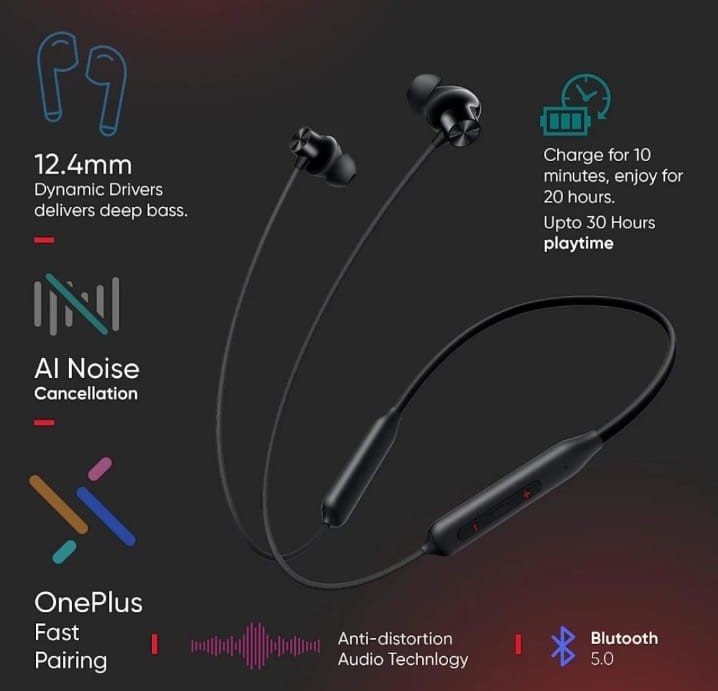 12.4mm
Dynamic Drivers
delivers deep bass.
Charge for 10
minutes, enjoy for
20 hours.
Upto 30 Hours
playtime
AI Noise
Cancellation
OnePlus
Fast
Pairing
Anti-distortion
Audio Technlogy
Blutooth
5.0